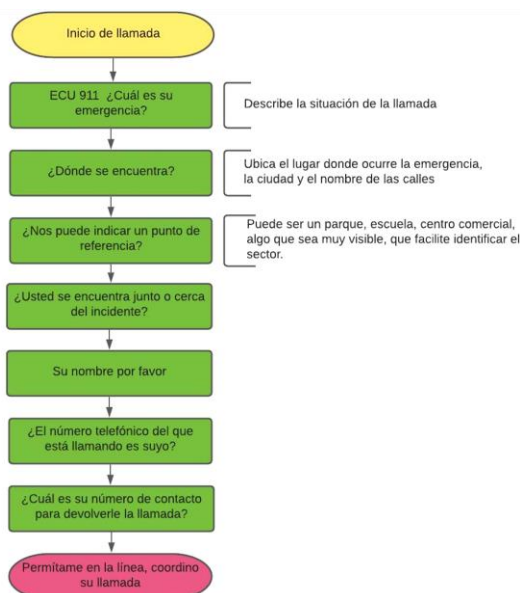 Inicio de llamada
ECU 911 ¿Cuál es su
emergencia?
Describe la situación de la llamada
¿Dónde se encuentra?
Ubica el lugar donde ocurre la emergencia,
la ciudad y el nombre de las calles
¿Nos puede indicar un punto de
referencia?
Puede ser un parque, escuela, centro comercial,
algo que sea muy visible, que facilite identificar el
sector.
¿Usted se encuentra junto o cerca
del incidente?
Su nombre por favor
¿El número telefónico del que
está llamando es suyo?
¿Cuál es su número de contacto
para devolverle la llamada?
Permítame en la línea, coordino
su llamada